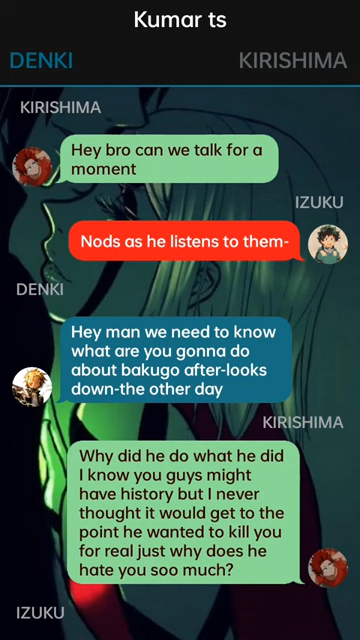 Kumar ts
DENKI
KIRISHIMA
KIRISHIMA
Hey bro can we talk for a
moment
IZUKU
Nods as he listens to them-
DENKI
Hey man we need to know
what are you gonna do
about bakugo after-looks
down-the other day
KIRISHIMA
Why did he do what he did
I know you guys might
have history but I never
thought it would get to the
point he wanted to kill you
for real just why does he
hate you soo much?
IZUKU